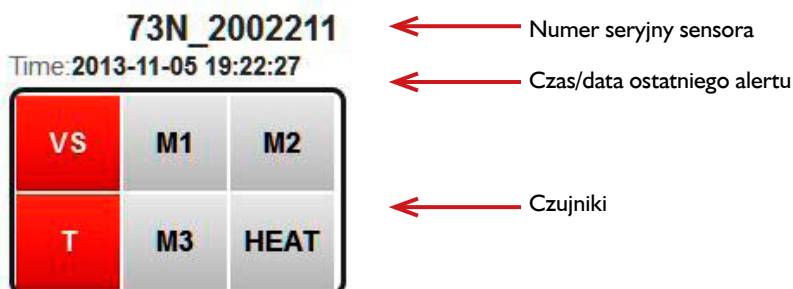 73N_2002211
Numer seryjny sensora
Time:2013-11-05 19:22:27
Czas/data ostatniego alertu
VS M1 M2
Czujniki
T M3 HEAT